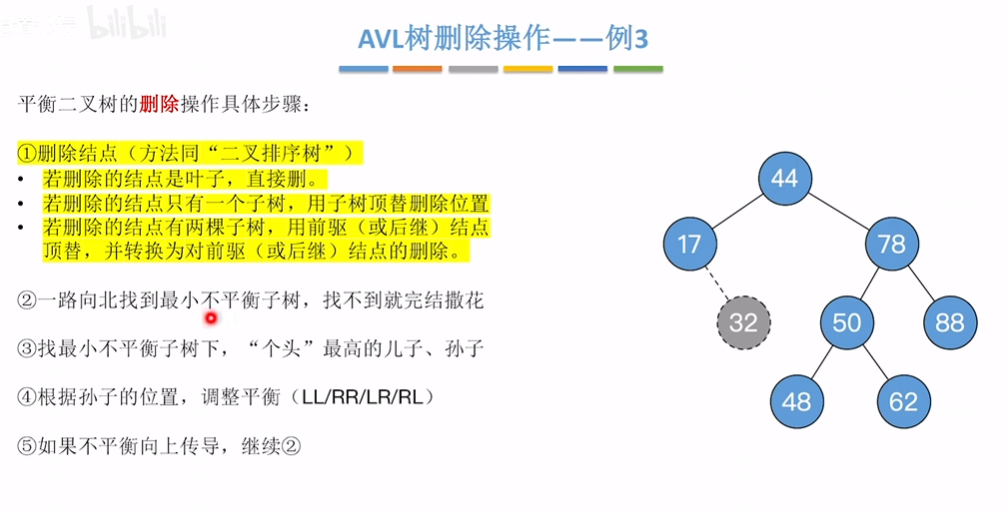 bilibili
AVL树删除操作——例3
平衡二叉树的删除操作具体步骤：
①删除结点（方法同“二叉排序树”）
• 若删除的结点是叶子，直接删。
• 若删除的结点只有一个子树，用子树顶替删除位置
• 若删除的结点有两棵子树，用前驱（或后继）结点
顶替，并转换为对前驱（或后继）结点的删除。
②一路向北找到最小不平衡子树，找不到就完结撒花
③找最小不平衡子树下，“个头”最高的儿子、孙子
④根据孙子的位置，调整平衡（LL/RR/LR/RL）
⑤如果不平衡向上传导，继续②
44
17 78
32 50 88
48 62